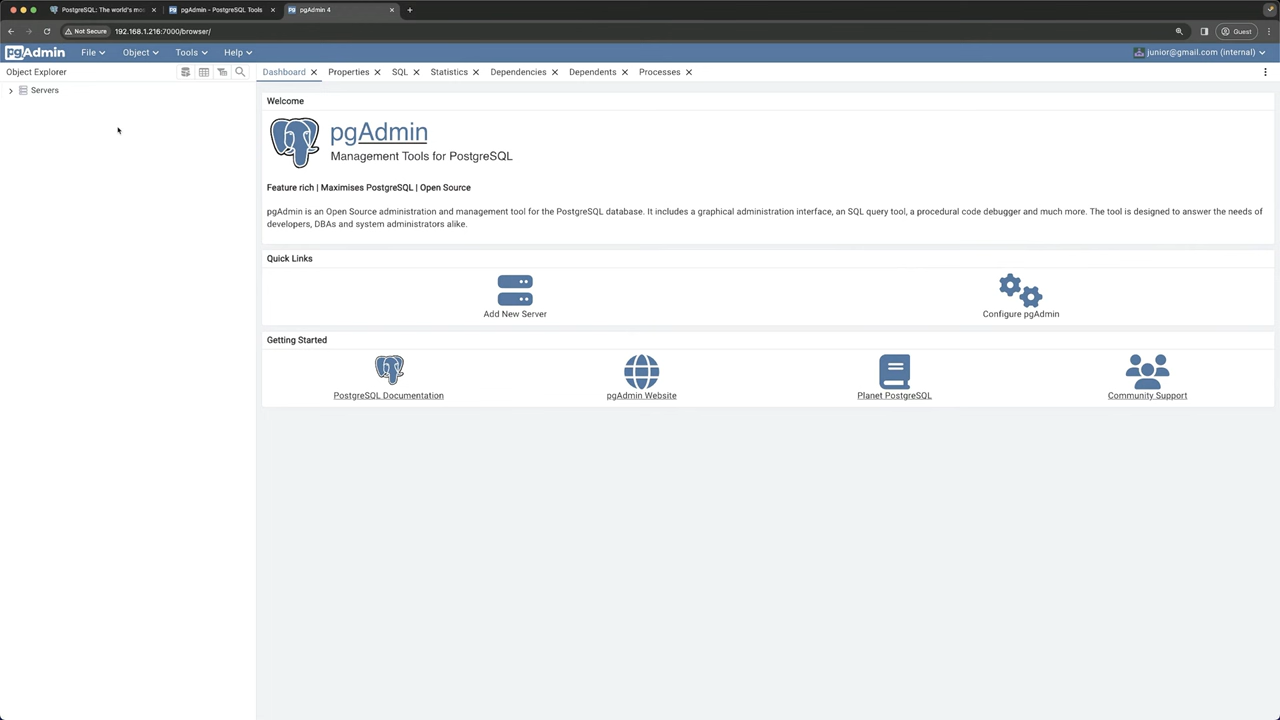 PostgreSQL: The world's mos
pgAdmin - PostgreSQL Tools
pgAdmin 4
Not Secure
192.168.1.216:7000/browser/
Guest
pgAdmin
File
Object
Tools
Help
junior@gmail.com (internal)
Object Explorer
Dashboard
Properties
SQL
Statistics
Dependencies
Dependents
Processes
Servers
Welcome
pgAdmin
Management Tools for PostgreSQL
Feature rich | Maximises PostgreSQL | Open Source
pgAdmin is an Open Source administration and management tool for the PostgreSQL database. It includes a graphical administration interface, an SQL query tool, a procedural code debugger and much more. The tool is designed to answer the needs of
developers, DBAs and system administrators alike.
Quick Links
Add New Server
Configure pgAdmin
Getting Started
PostgreSQL Documentation
pgAdmin Website
Planet PostgreSQL
Community Support